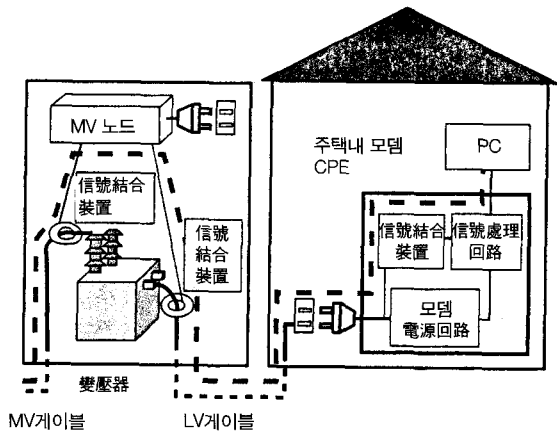 MV 노드
信號結合
裝置
信號
結合
裝置
變壓器
MV게이블
LV게이블
주택내 모뎀
CPE
PC
信號結合
裝置
信號處理
回路
모뎀
電源回路